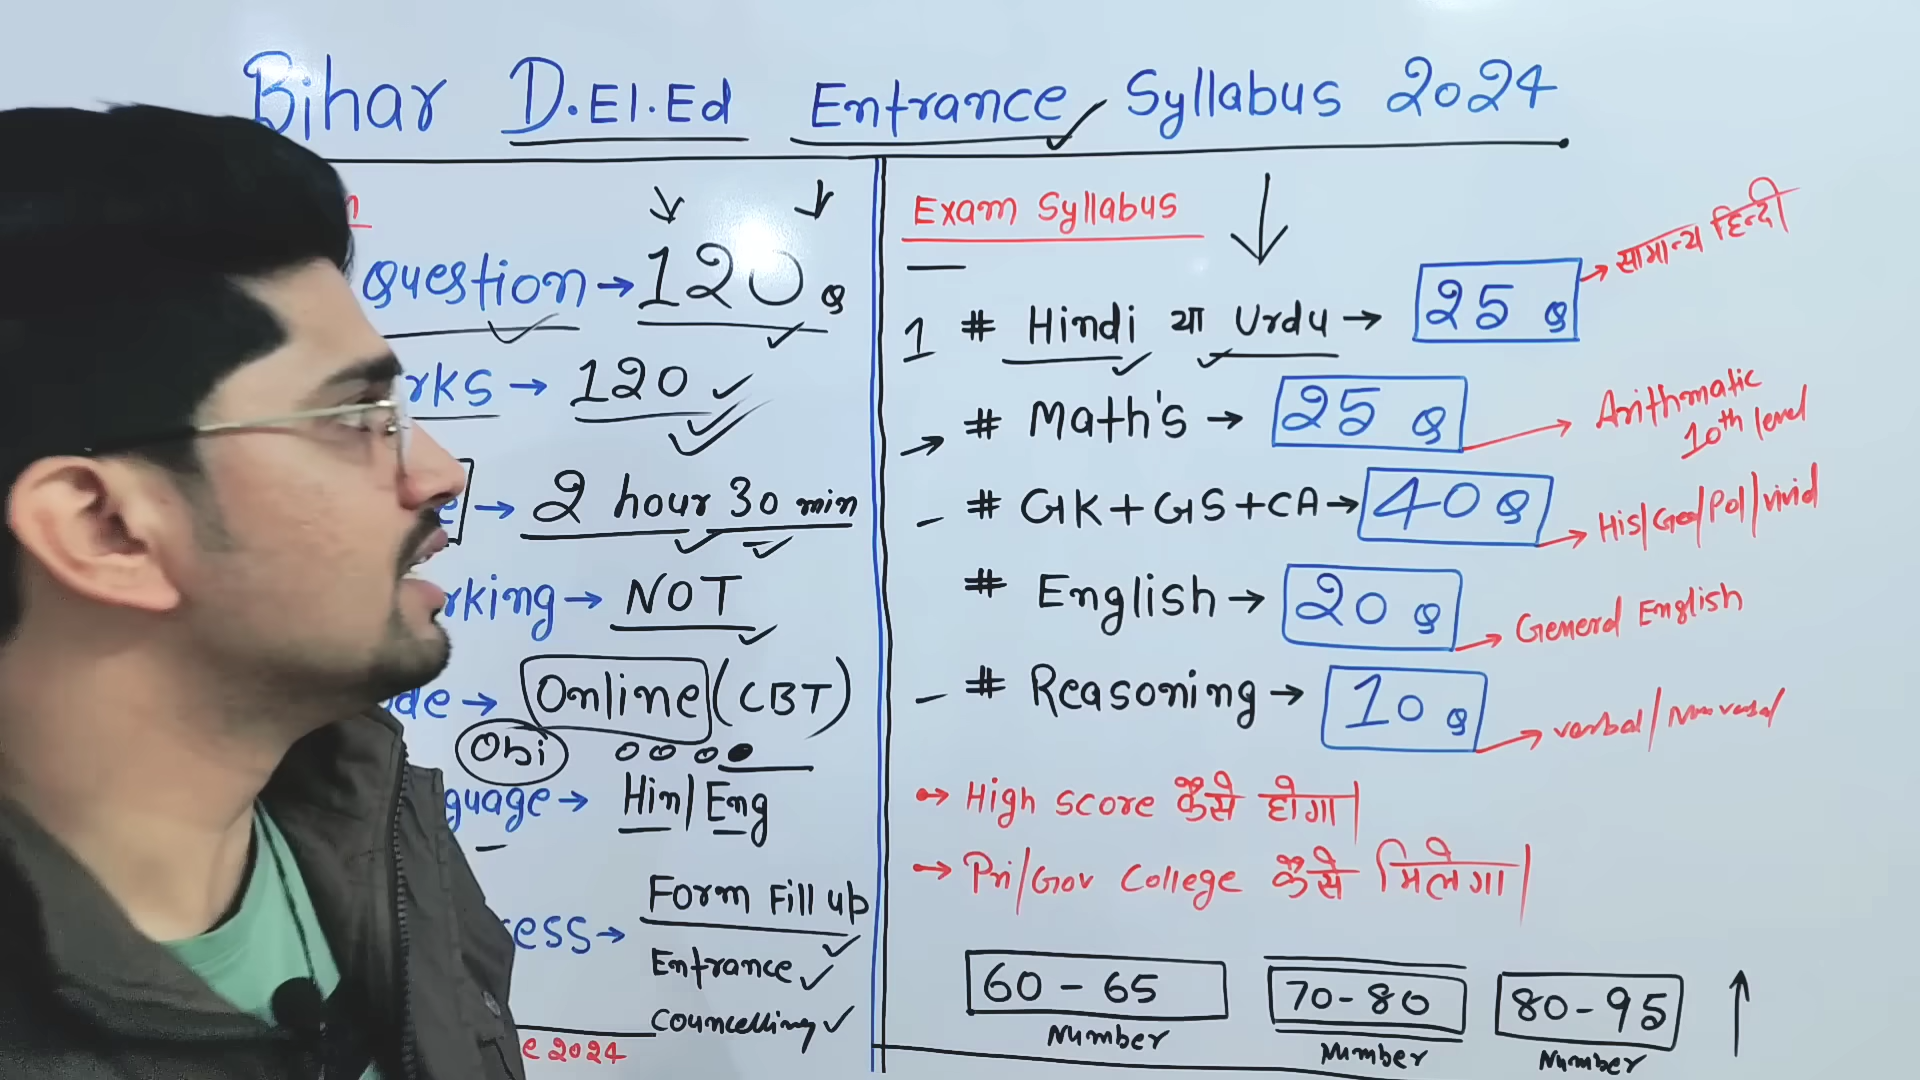 Bihar D.El.Ed Entrance Syllabus 2024
question → 120 Q
rks → 120
→ 2 hour 30 min
rking → NOT
de → Online (CBT)
Obj
guage → Hin/Eng
ess → Form Fill up
Entrance
Councelling
e 2024
Exam Syllabus
1 # Hindi या Urdu → 25 Q → सामान्य हिन्दी
# Math's → 25 Q → Arithmatic 10th level
# GK+GS+CA → 40 Q → His/Geo/Pol/vivid
# English → 20 Q → General English
# Reasoning → 10 Q → verbal/
→ High score कैसे होगा|
→ Pri/Gov College कैसे मिलेगा|
60 - 65 70-80 80-95
Number Number Number